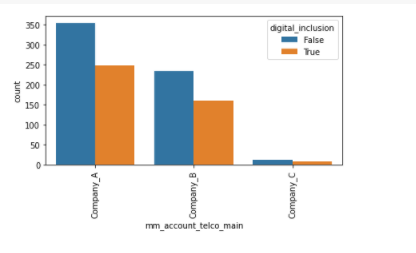 350
300
250
200
150
100
50
0
count
digital_inclusion
False
True
Company_A
Company_B
Company_C
mm_account_telco_main